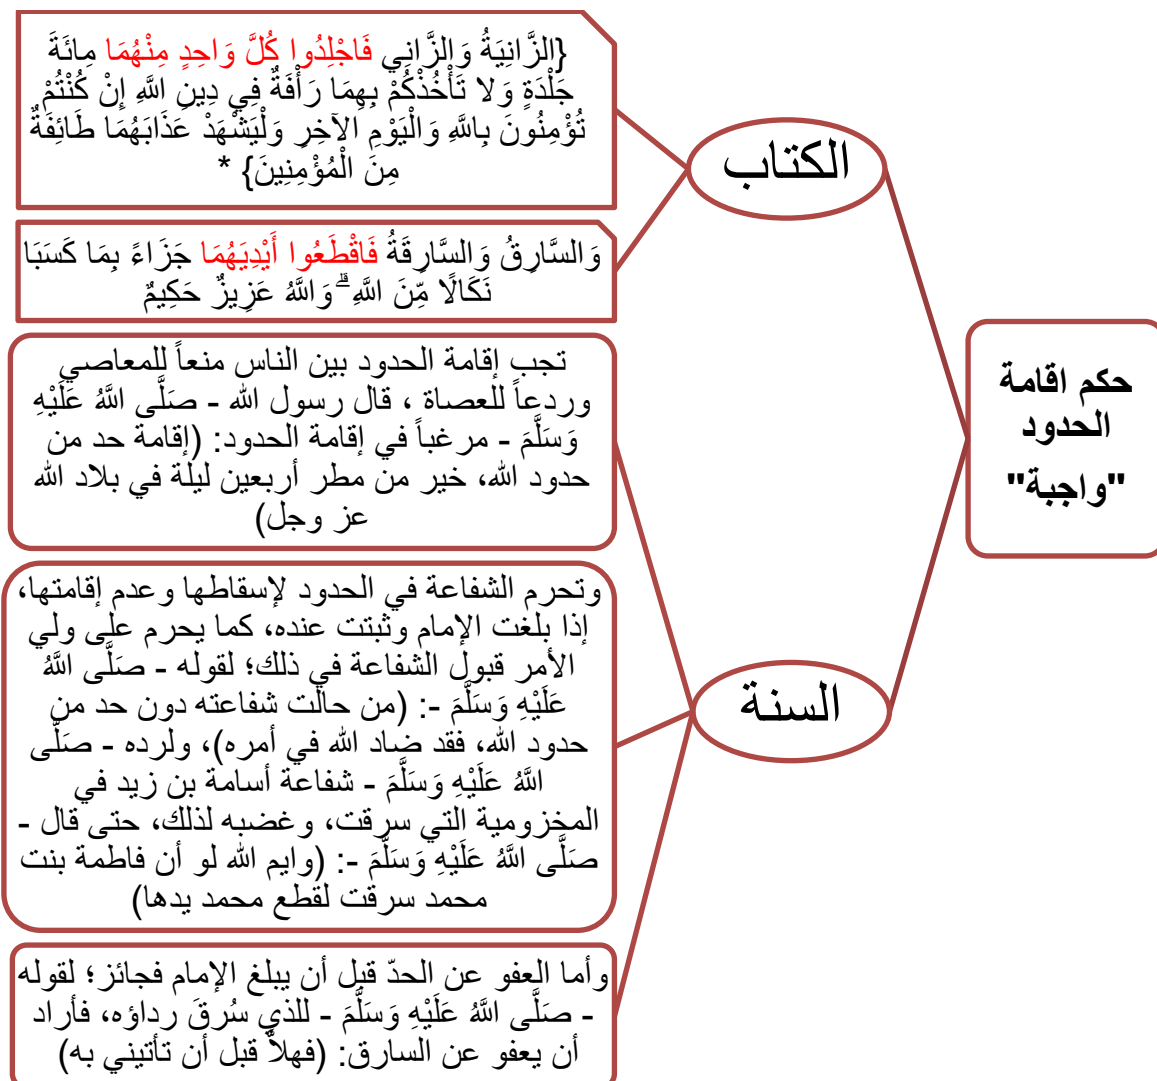 حكم اقامة
الحدود
"واجبة"
الكتاب
{الزَّانِيَةُ وَالزَّانِي فَاجْلِدُوا كُلَّ وَاحِدٍ مِنْهُمَا مِائَةَ
جَلْدَةٍ وَلا تَأْخُذْكُمْ بِهِمَا رَأْفَةٌ فِي دِينِ اللَّهِ إِنْ كُنْتُمْ
تُؤْمِنُونَ بِاللَّهِ وَالْيَوْمِ الآخِرِ وَلْيَشْهَدْ عَذَابَهُمَا طَائِفَةٌ
مِنَ الْمُؤْمِنِينَ} *
وَالسَّارِقُ وَالسَّارِقَةُ فَاقْطَعُوا أَيْدِيَهُمَا جَزَاءً بِمَا كَسَبَا
نَكَالًا مِّنَ اللَّهِ ۗ وَاللَّهُ عَزِيزٌ حَكِيمٌ
السنة
تجب إقامة الحدود بين الناس منعاً للمعاصي
وردعاً للعصاة ، قال رسول الله - صَلَّى اللَّهُ عَلَيْهِ
وَسَلَّمَ - مرغباً في إقامة الحدود: (إقامة حد من
حدود الله، خير من مطر أربعين ليلة في بلاد الله
عز وجل)
وتحرم الشفاعة في الحدود لإسقاطها وعدم إقامتها،
إذا بلغت الإمام وثبتت عنده، كما يحرم على ولي
الأمر قبول الشفاعة في ذلك؛ لقوله - صَلَّى اللَّهُ
عَلَيْهِ وَسَلَّمَ -: (من حالت شفاعته دون حد من
حدود الله، فقد ضاد الله في أمره)، ولرده - صَلَّى
اللَّهُ عَلَيْهِ وَسَلَّمَ - شفاعة أسامة بن زيد في
المخزومية التي سرقت، وغضبه لذلك، حتى قال -
صَلَّى اللَّهُ عَلَيْهِ وَسَلَّمَ -: (وايم الله لو أن فاطمة بنت
محمد سرقت لقطع محمد يدها)
وأما العفو عن الحدّ قبل أن يبلغ الإمام فجائز؛ لقوله
- صَلَّى اللَّهُ عَلَيْهِ وَسَلَّمَ - للذي سُرقَ رداؤه، فأراد
أن يعفو عن السارق: (فهلاَّ قبل أن تأتيني به)